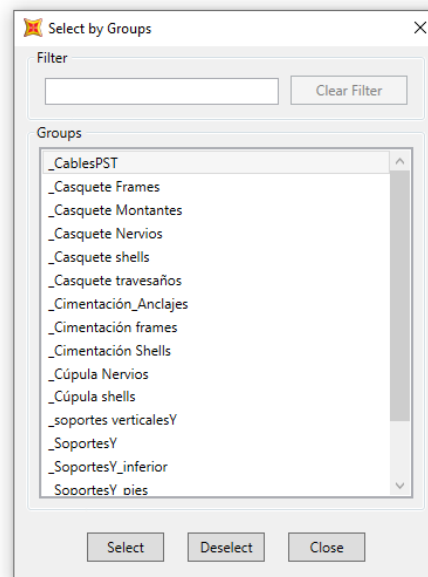 Select by Groups
Filter
Clear Filter
Groups
_CablesPST
_Casquete Frames
_Casquete Montantes
_Casquete Nervios
_Casquete shells
_Casquete travesaños
_Cimentación_Anclajes
_Cimentación frames
_Cimentación Shells
_Cúpula Nervios
_Cúpula shells
_soportes verticalesY
_SoportesY
_SoportesY_inferior
_SoportesY_pies
Select Deselect Close